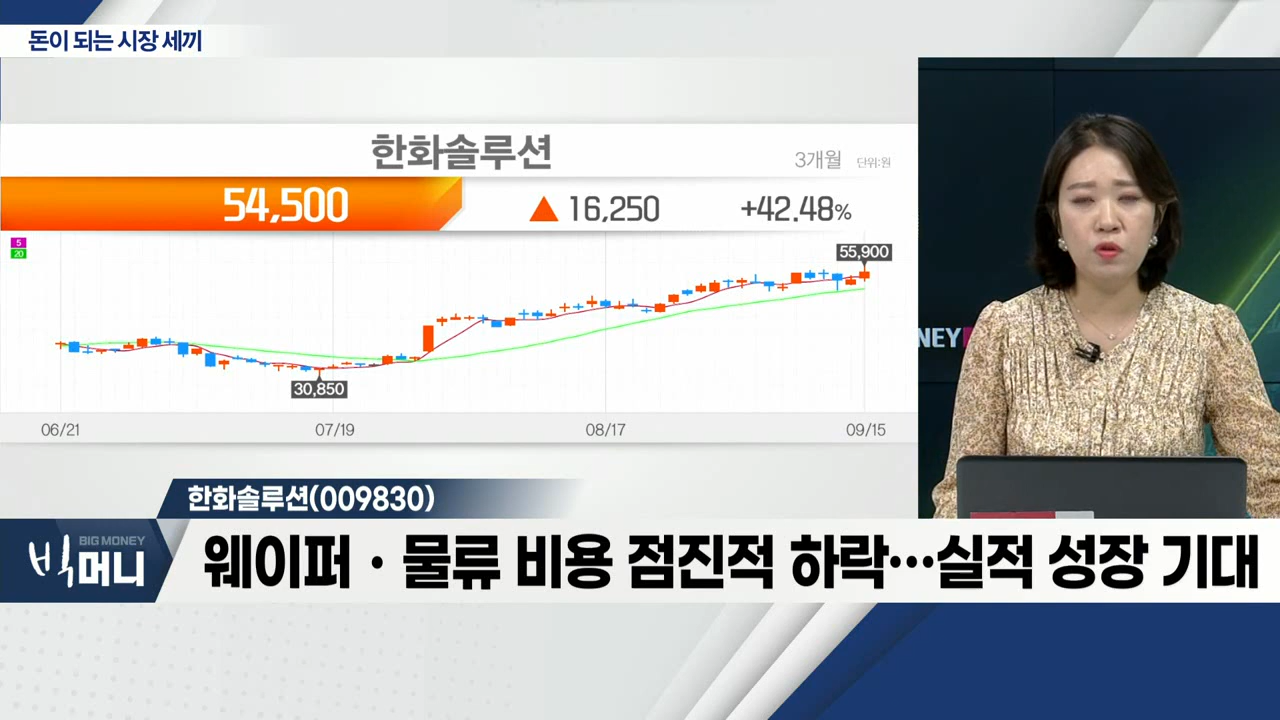 돈이 되는 시장 세끼
한화솔루션
3개월 단위:원
54,500 ▲ 16,250 +42.48%
5
20
55,900
30,850
06/21 07/19 08/17 09/15
NEY
한화솔루션(009830)
BIG MONEY
빅머니
웨이퍼·물류 비용 점진적 하락…실적 성장 기대